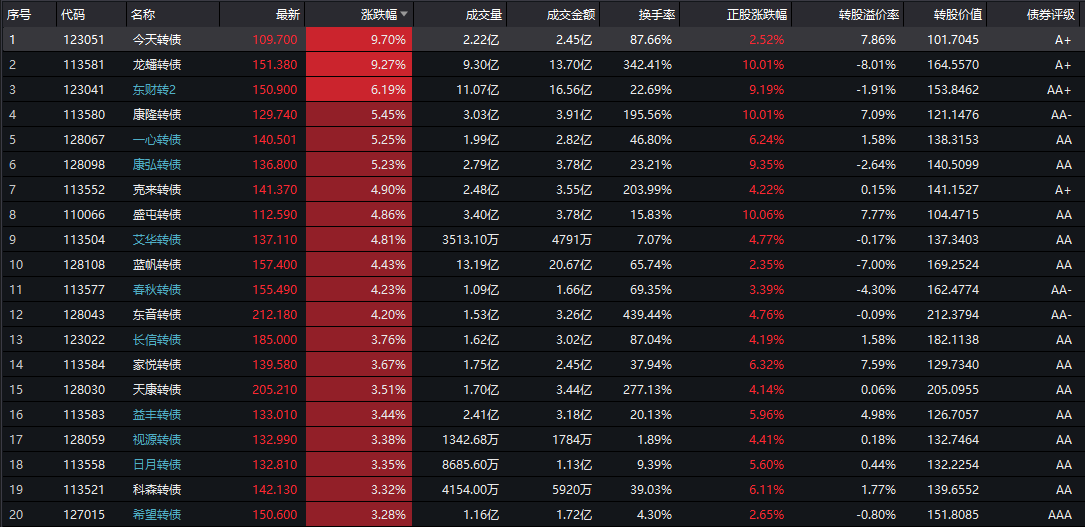 序号 代码 名称 最新 涨跌幅 成交量 成交金额 换手率 正股涨跌幅 转股溢价率 转股价值 债券评级
1 123051 今天转债 109.700 9.70% 2.22亿 2.45亿 87.66% 2.52% 7.86% 101.7045 A+
2 113581 龙蟠转债 151.380 9.27% 9.30亿 13.70亿 342.41% 10.01% -8.01% 164.5570 A+
3 123041 东财转2 150.900 6.19% 11.07亿 16.56亿 22.69% 9.19% -1.91% 153.8462 AA+
4 113580 康隆转债 129.740 5.45% 3.03亿 3.91亿 195.56% 10.01% 7.09% 121.1476 AA-
5 128067 一心转债 140.501 5.25% 1.99亿 2.82亿 46.80% 6.24% 1.58% 138.3153 AA
6 128098 康弘转债 136.800 5.23% 2.79亿 3.78亿 23.21% 9.35% -2.64% 140.5099 AA
7 113552 克来转债 141.370 4.90% 2.48亿 3.55亿 203.99% 4.22% 0.15% 141.1527 A+
8 110066 盛屯转债 112.590 4.86% 3.40亿 3.78亿 15.83% 10.06% 7.77% 104.4715 AA
9 113504 艾华转债 137.110 4.81% 3513.10万 4791万 7.07% 4.77% -0.17% 137.3403 AA
10 128108 蓝帆转债 157.400 4.43% 13.19亿 20.67亿 65.74% 2.35% -7.00% 169.2524 AA
11 113577 春秋转债 155.490 4.23% 1.09亿 1.66亿 69.35% 3.39% -4.30% 162.4774 AA-
12 128043 东音转债 212.180 4.20% 1.53亿 3.26亿 439.44% 4.76% -0.09% 212.3794 AA-
13 123022 长信转债 185.000 3.76% 1.62亿 3.02亿 87.04% 4.19% 1.58% 182.1138 AA
14 113584 家悦转债 139.580 3.67% 1.75亿 2.45亿 37.94% 6.32% 7.59% 129.7340 AA
15 128030 天康转债 205.210 3.51% 1.70亿 3.44亿 277.13% 4.14% 0.06% 205.0955 AA
16 113583 益丰转债 133.010 3.44% 2.41亿 3.18亿 20.13% 5.96% 4.98% 126.7057 AA
17 128059 视源转债 132.990 3.38% 1342.68万 1784万 1.89% 4.41% 0.18% 132.7464 AA
18 113558 日月转债 132.810 3.35% 8685.60万 1.13亿 9.39% 5.60% 0.44% 132.2254 AA
19 113521 科森转债 142.130 3.32% 4154.00万 5920万 39.03% 6.11% 1.77% 139.6552 AA
20 127015 希望转债 150.600 3.28% 1.16亿 1.72亿 4.30% 2.65% -0.80% 151.8085 AAA